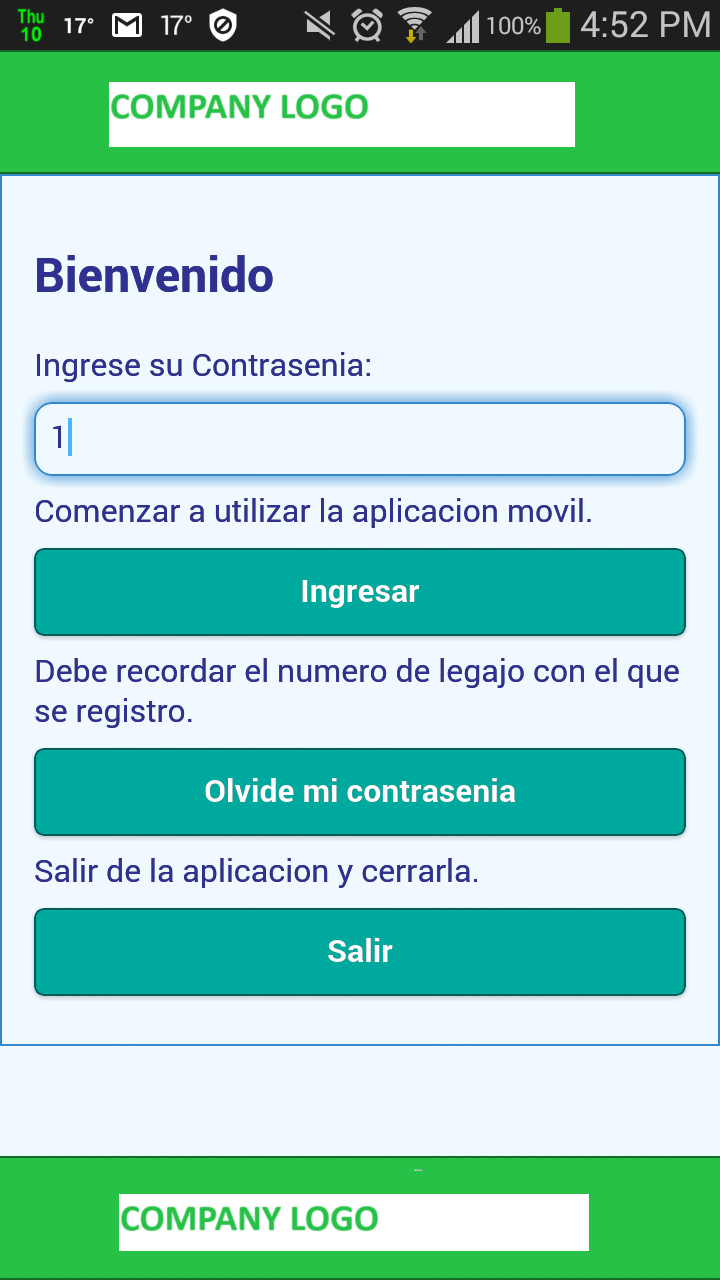 Thu
10
17°
17°
100%
4:52 PM
COMPANY LOGO
Bienvenido
Ingrese su Contrasenia:
1
Comenzar a utilizar la aplicacion movil.
Ingresar
Debe recordar el numero de legajo con el que
se registro.
Olvide mi contrasenia
Salir de la aplicacion y cerrarla.
Salir
COMPANY LOGO